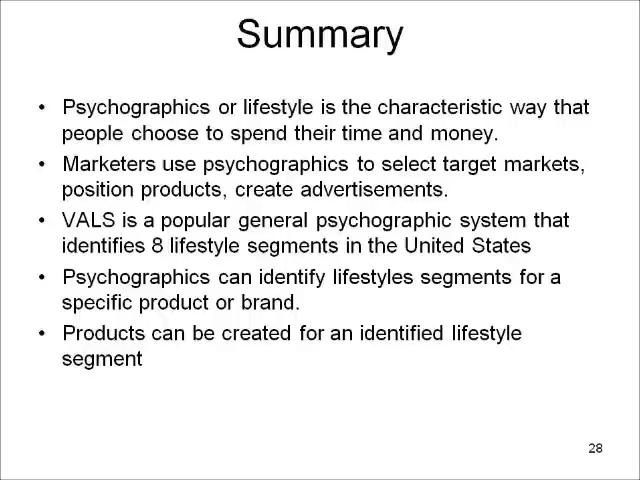 Summary
• Psychographics or lifestyle is the characteristic way that
people choose to spend their time and money.
• Marketers use psychographics to select target markets,
position products, create advertisements.
• VALS is a popular general psychographic system that
identifies 8 lifestyle segments in the United States
• Psychographics can identify lifestyles segments for a
specific product or brand.
• Products can be created for an identified lifestyle
segment
28